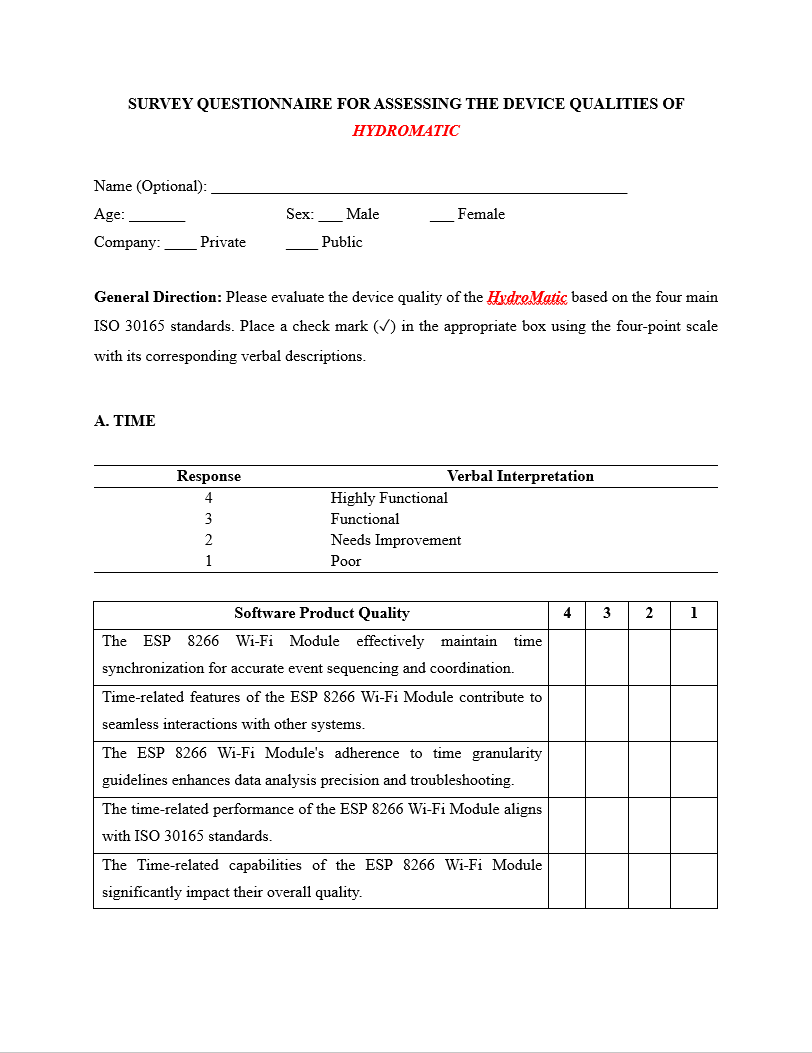 SURVEY QUESTIONNAIRE FOR ASSESSING THE DEVICE QUALITIES OF
HYDROMATIC
Name (Optional): ____________________________________________________
Age: _______ Sex: ___ Male ___ Female
Company: ____ Private ____ Public
General Direction: Please evaluate the device quality of the HydroMatic based on the four main
ISO 30165 standards. Place a check mark (✓) in the appropriate box using the four-point scale
with its corresponding verbal descriptions.
A. TIME
Response Verbal Interpretation
4 Highly Functional
3 Functional
2 Needs Improvement
1 Poor
Software Product Quality 4 3 2 1
The ESP 8266 Wi-Fi Module effectively maintain time
synchronization for accurate event sequencing and coordination.
Time-related features of the ESP 8266 Wi-Fi Module contribute to
seamless interactions with other systems.
The ESP 8266 Wi-Fi Module's adherence to time granularity
guidelines enhances data analysis precision and troubleshooting.
The time-related performance of the ESP 8266 Wi-Fi Module aligns
with ISO 30165 standards.
The Time-related capabilities of the ESP 8266 Wi-Fi Module
significantly impact their overall quality.